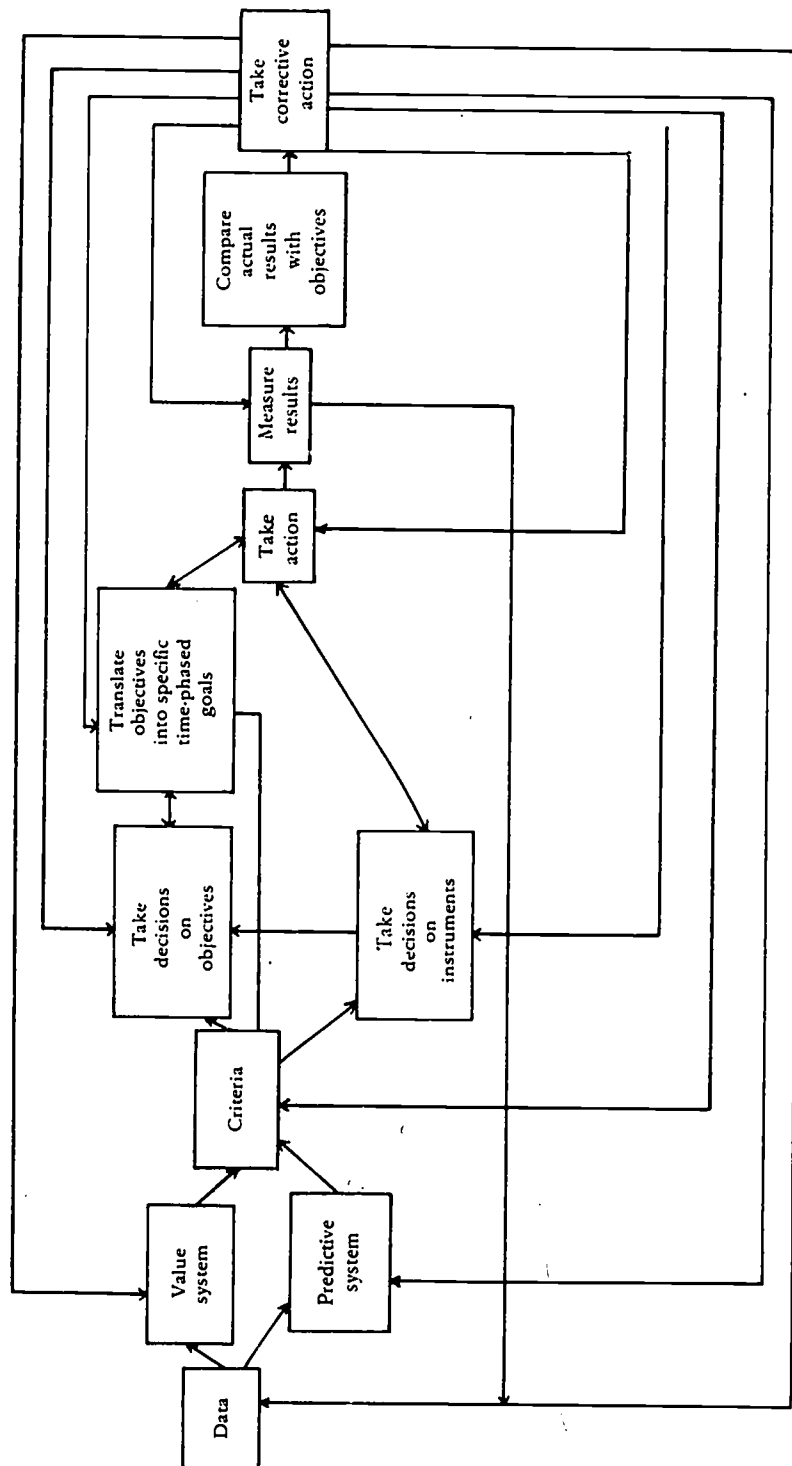 Data
Value
system
Predictive
system
Criteria
Take
decisions
on
objectives
Take
decisions
on
instruments
Translate
objectives
into specific
time-phased
goals
Take
action
Measure
results
Compare
actual
results
with
objectives
Take
corrective
action